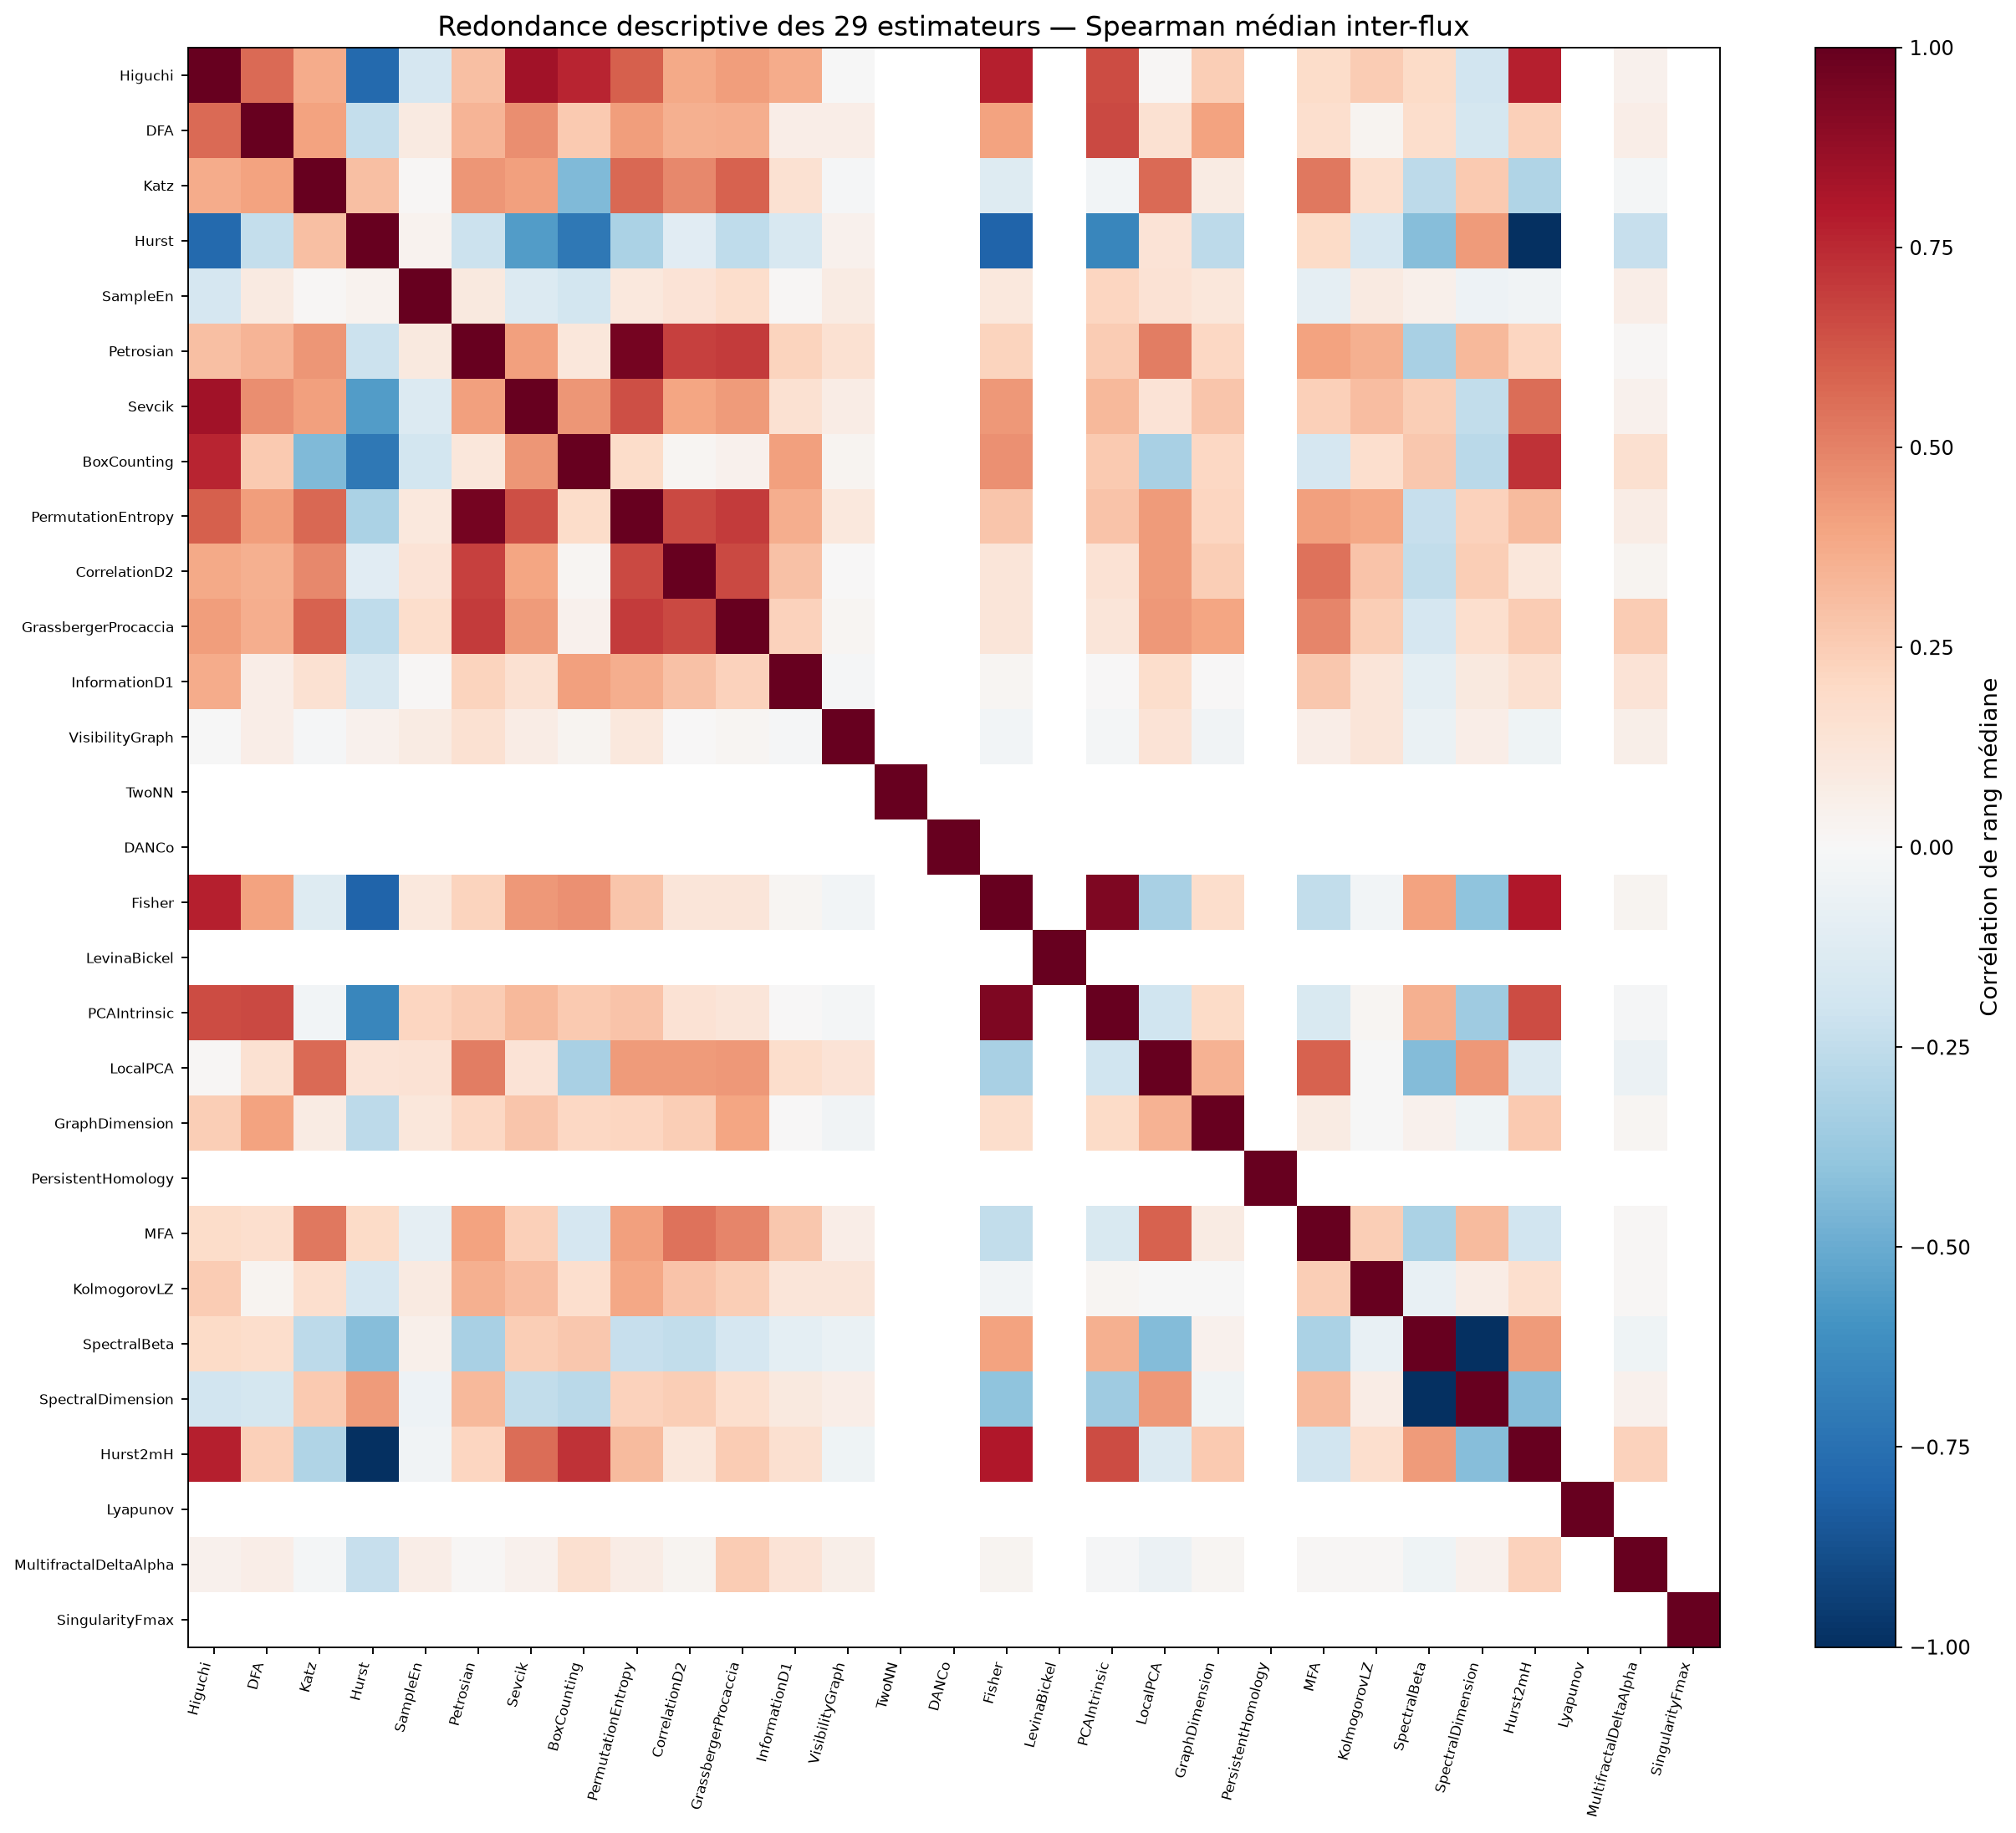 Redondance descriptive des 29 estimateurs — Spearman médian inter-flux
Higuchi
DFA
Katz
Hurst
SampleEn
Petrosian
Sevcik
BoxCounting
PermutationEntropy
CorrelationD2
GrassbergerProcaccia
InformationD1
VisibilityGraph
TwoNN
DANCo
Fisher
LevinaBickel
PCAIntrinsic
LocalPCA
GraphDimension
PersistentHomology
MFA
KolmogorovLZ
SpectralBeta
SpectralDimension
Hurst2mH
Lyapunov
MultifractalDeltaAlpha
SingularityFmax
Higuchi
DFA
Katz
Hurst
SampleEn
Petrosian
Sevcik
BoxCounting
PermutationEntropy
CorrelationD2
GrassbergerProcaccia
InformationD1
VisibilityGraph
TwoNN
DANCo
Fisher
LevinaBickel
PCAIntrinsic
LocalPCA
GraphDimension
PersistentHomology
MFA
KolmogorovLZ
SpectralBeta
SpectralDimension
Hurst2mH
Lyapunov
MultifractalDeltaAlpha
SingularityFmax
1.00
0.75
0.50
0.25
0.00
−0.25
−0.50
−0.75
−1.00
Corrélation de rang médiane